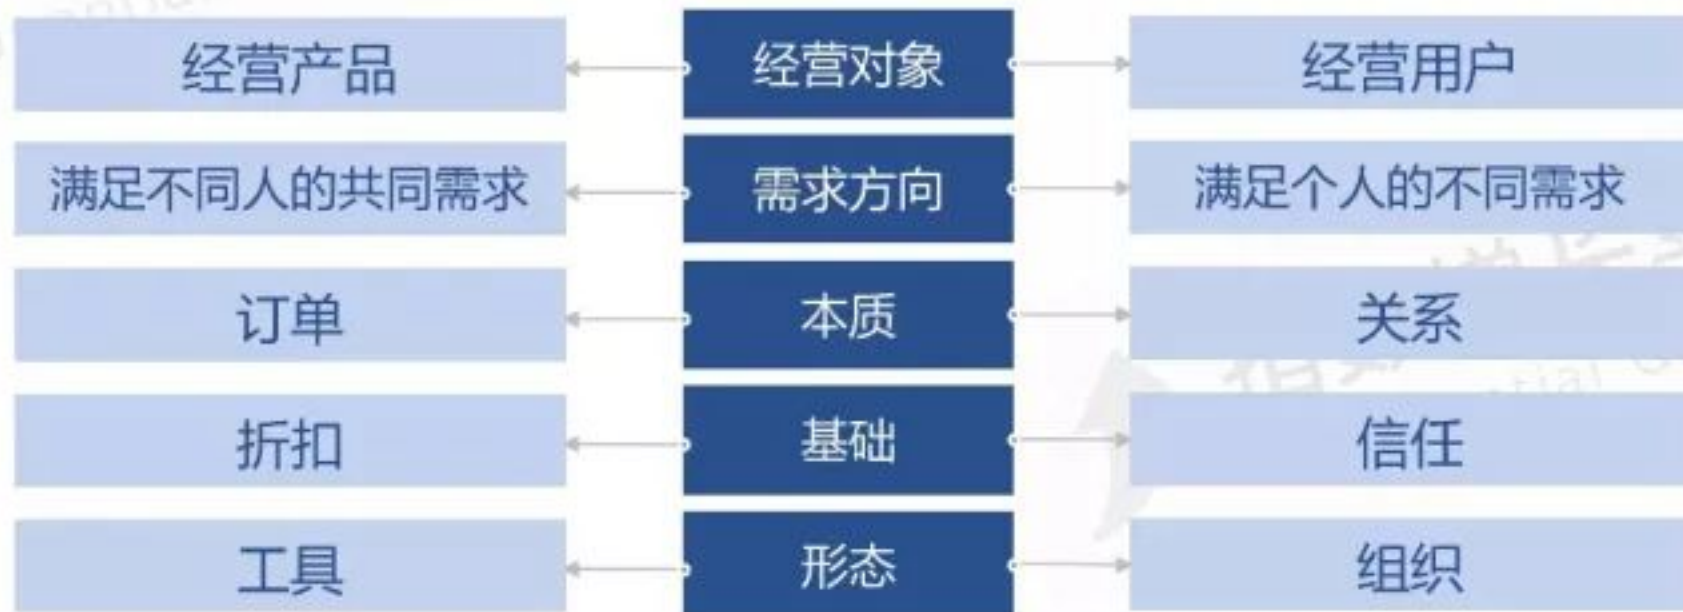 经营产品 经营对象 经营用户
满足不同人的共同需求 需求方向 满足个人的不同需求
订单 本质 关系
折扣 基础 信任
工具 形态 组织